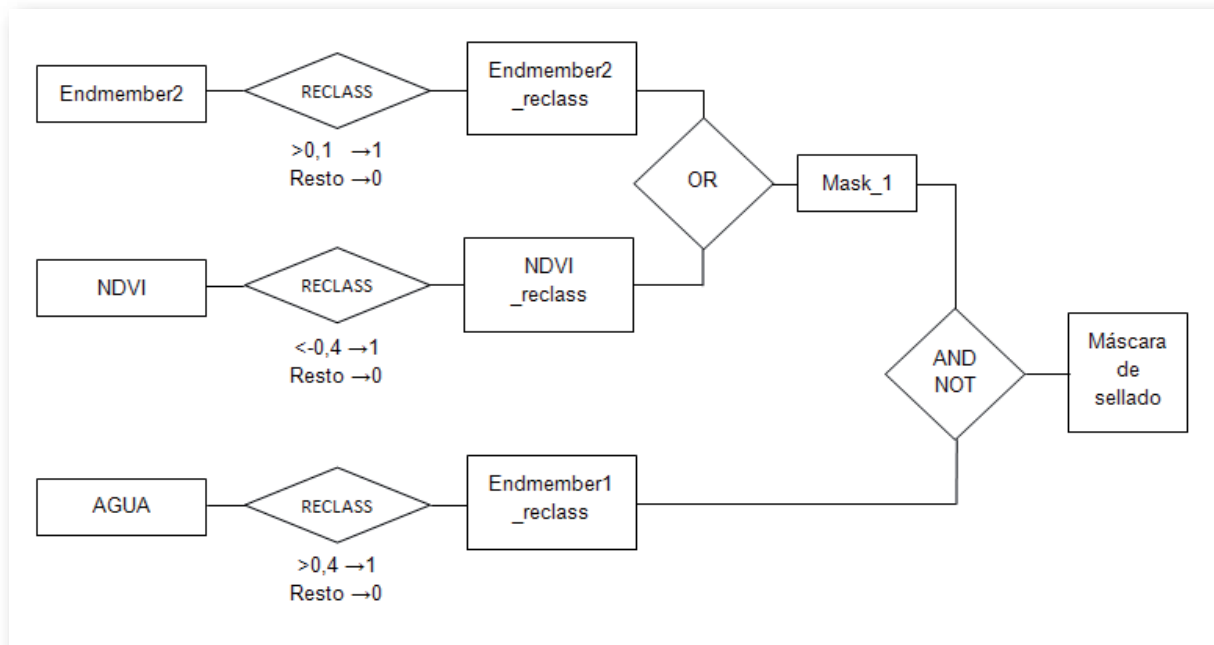 Endmember2
RECLASS
>0,1 →1
Resto →0
Endmember2
_reclass
OR
Mask_1
NDVI
RECLASS
<-0,4 →1
Resto →0
NDVI
_reclass
AND
NOT
Máscara
de
sellado
AGUA
RECLASS
>0,4 →1
Resto →0
Endmember1
_reclass